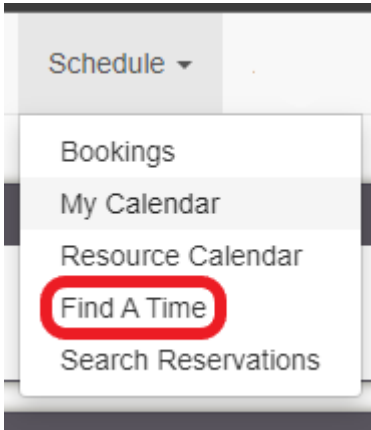 Schedule
Bookings
My Calendar
Resource Calendar
Find A Time
Search Reservations